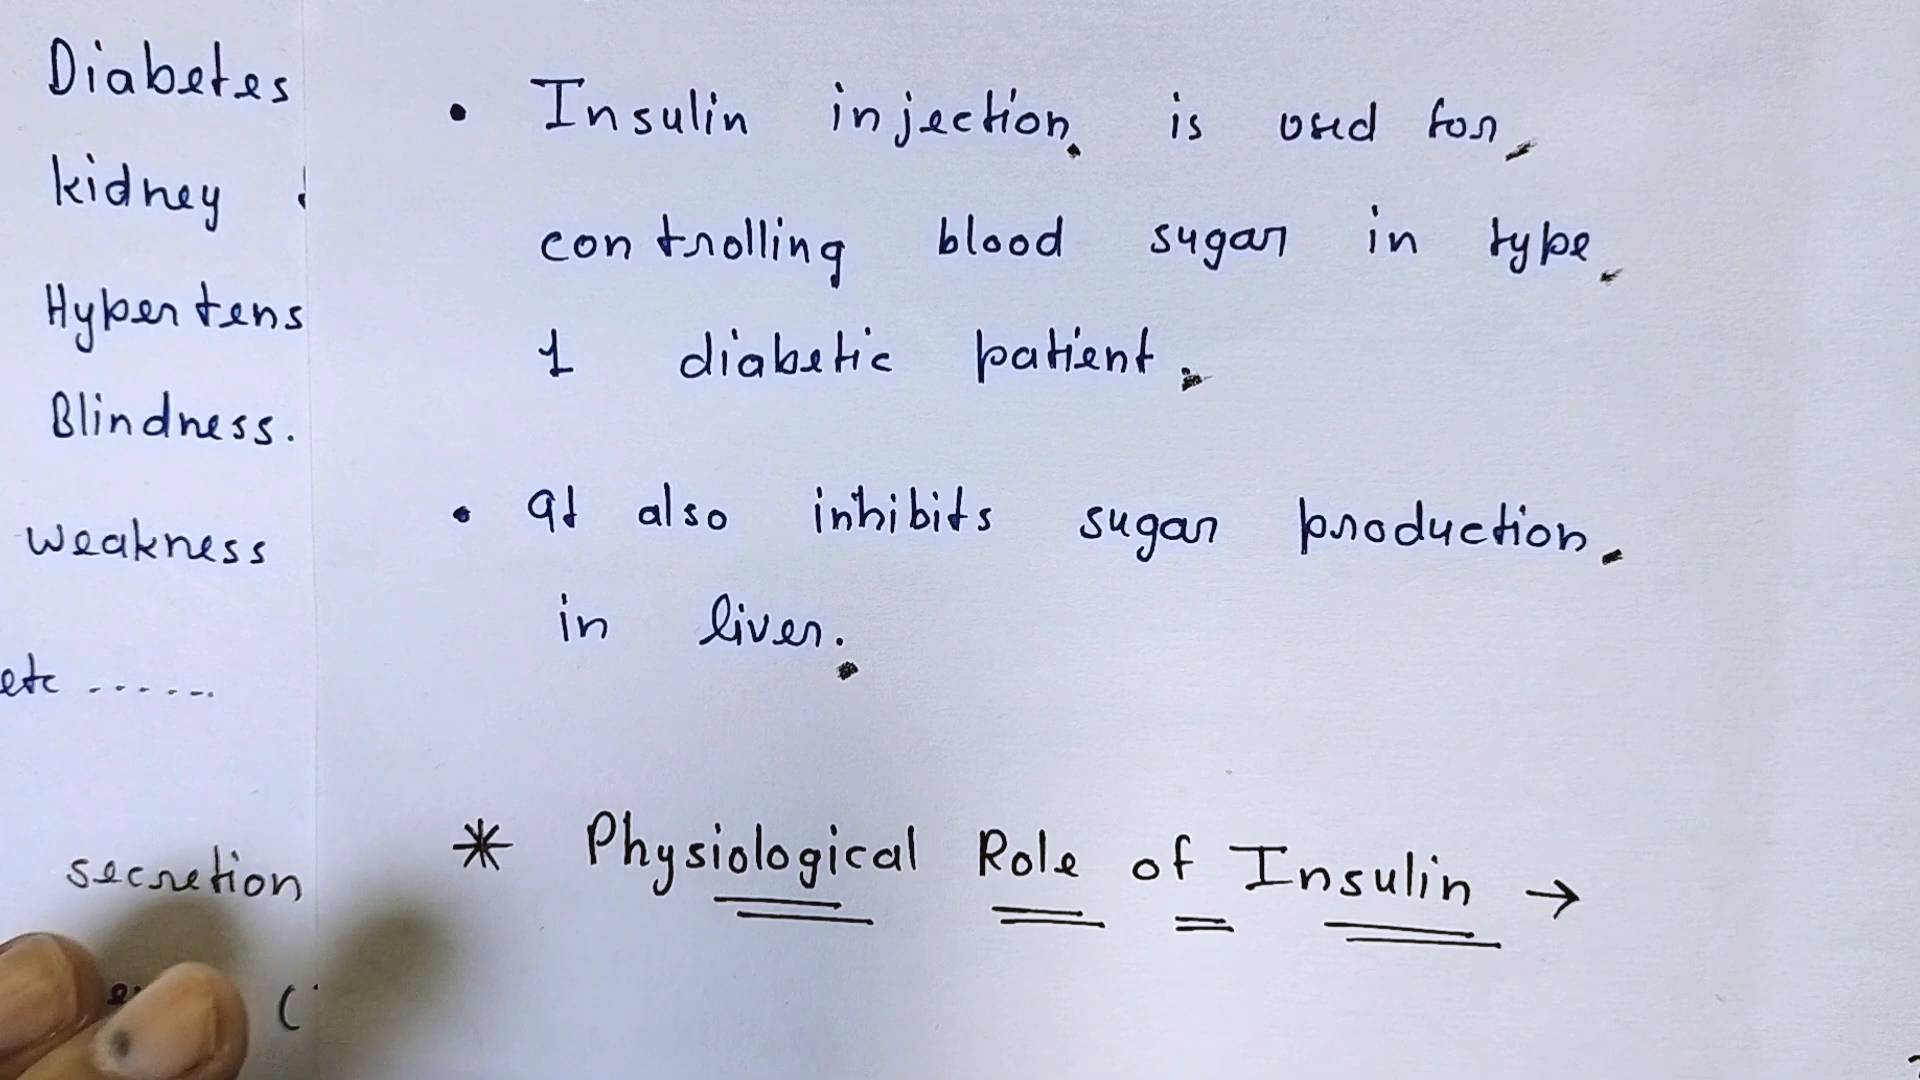 Diabetes
kidney
Hypertens
Blindness.
weakness
etc ......
secretion
(
• Insulin injection is used for
controlling blood sugar in type
1 diabetic patient.
• It also inhibits sugar production
in liver.
* Physiological Role of Insulin →